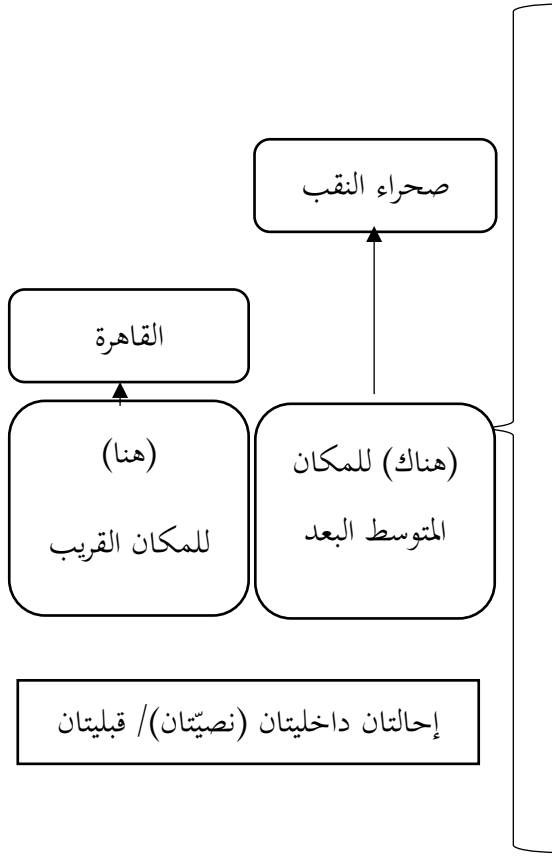 صحراء النقب
القاهرة
(هناك) للمكان
المتوسط البعد
(هنا)
للمكان القريب
إحالتان داخليتان (نصيّتان)/ قبليتان